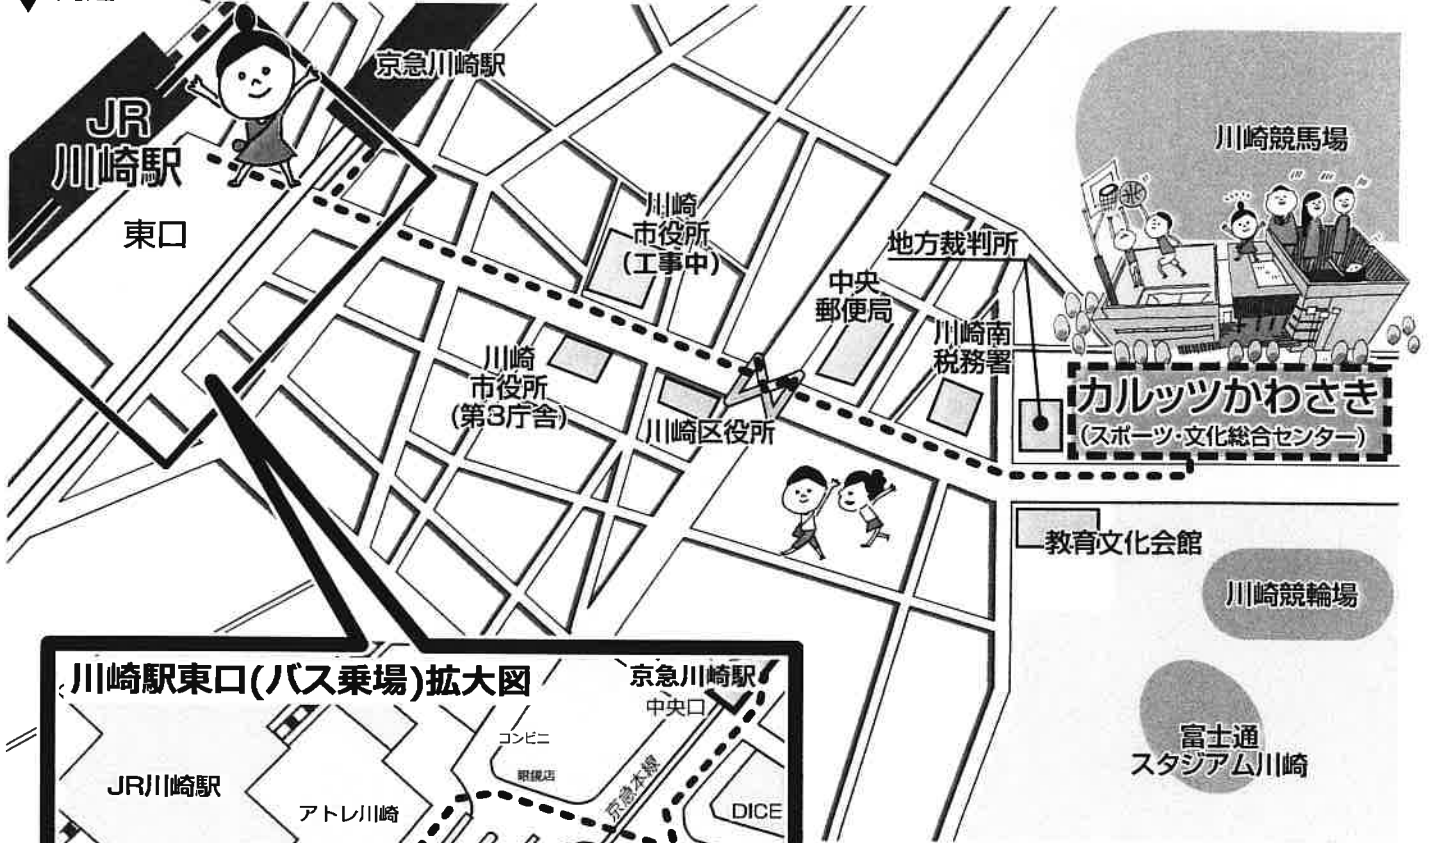 京急川崎駅
JR
川崎駅
東口
川崎競馬場
川崎
市役所
(工事中)
地方裁判所
中央
郵便局
川崎南
税務署
川崎
市役所
(第3庁舎)
川崎区役所
カルッツかわさき
(スポーツ・文化総合センター)
教育文化会館
川崎競輪場
富士通
スタジアム川崎
川崎駅東口(バス乗場)拡大図
京急川崎駅
中央口
コンビニ
眼鏡店
京急本線
JR川崎駅
アトレ川崎
DICE